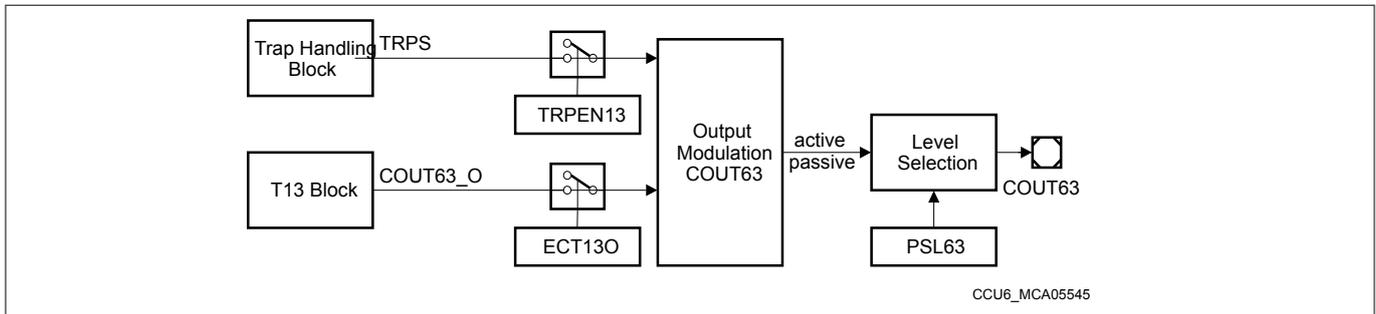 Trap Handling
Block
TRPS
TRPEN13
T13 Block
COUT63_O
ECT13O
Output
Modulation
COUT63
active
passive
Level
Selection
COUT63
PSL63
CCU6_MCA05545